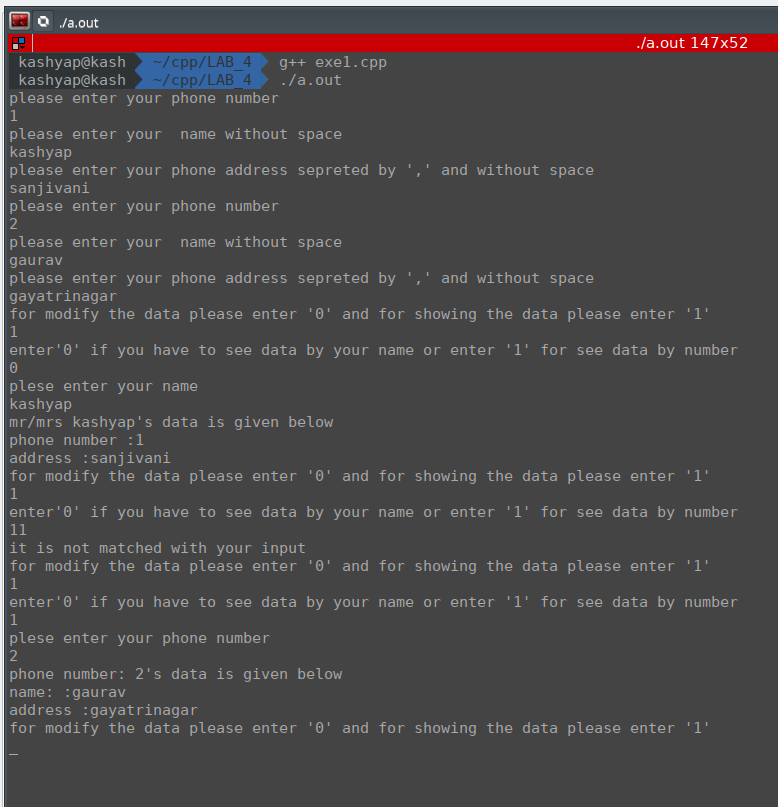 ./a.out
./a.out 147x52
kashyap@kash ~/cpp/LAB_4 g++ exe1.cpp
kashyap@kash ~/cpp/LAB_4 ./a.out
please enter your phone number
1
please enter your  name without space
kashyap
please enter your phone address sepreted by ',' and without space
sanjivani
please enter your phone number
2
please enter your  name without space
gaurav
please enter your phone address sepreted by ',' and without space
gayatrinagar
for modify the data please enter '0' and for showing the data please enter '1'
1
enter'0' if you have to see data by your name or enter '1' for see data by number
0
plese enter your name
kashyap
mr/mrs kashyap's data is given below
phone number :1
address :sanjivani
for modify the data please enter '0' and for showing the data please enter '1'
1
enter'0' if you have to see data by your name or enter '1' for see data by number
11
it is not matched with your input
for modify the data please enter '0' and for showing the data please enter '1'
1
enter'0' if you have to see data by your name or enter '1' for see data by number
1
plese enter your phone number
2
phone number: 2's data is given below
name: :gaurav
address :gayatrinagar
for modify the data please enter '0' and for showing the data please enter '1'
_